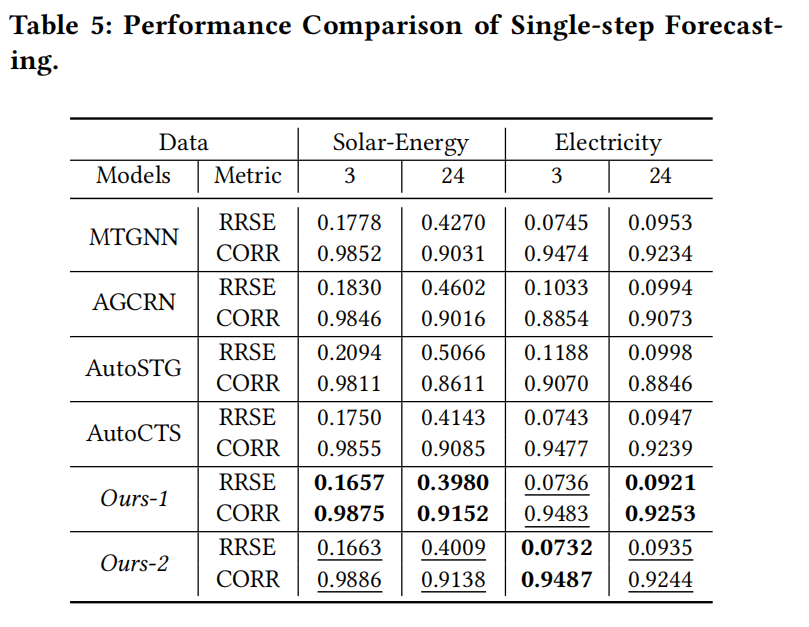 Table 5: Performance Comparison of Single-step Forecast-
ing.
Data Solar-Energy Electricity
Models Metric 3 24 3 24
MTGNN RRSE 0.1778 0.4270 0.0745 0.0953
CORR 0.9852 0.9031 0.9474 0.9234
AGCRN RRSE 0.1830 0.4602 0.1033 0.0994
CORR 0.9846 0.9016 0.8854 0.9073
AutoSTG RRSE 0.2094 0.5066 0.1188 0.0998
CORR 0.9811 0.8611 0.9070 0.8846
AutoCTS RRSE 0.1750 0.4143 0.0743 0.0947
CORR 0.9855 0.9085 0.9477 0.9239
Ours-1 RRSE 0.1657 0.3980 0.0736 0.0921
CORR 0.9875 0.9152 0.9483 0.9253
Ours-2 RRSE 0.1663 0.4009 0.0732 0.0935
CORR 0.9886 0.9138 0.9487 0.9244